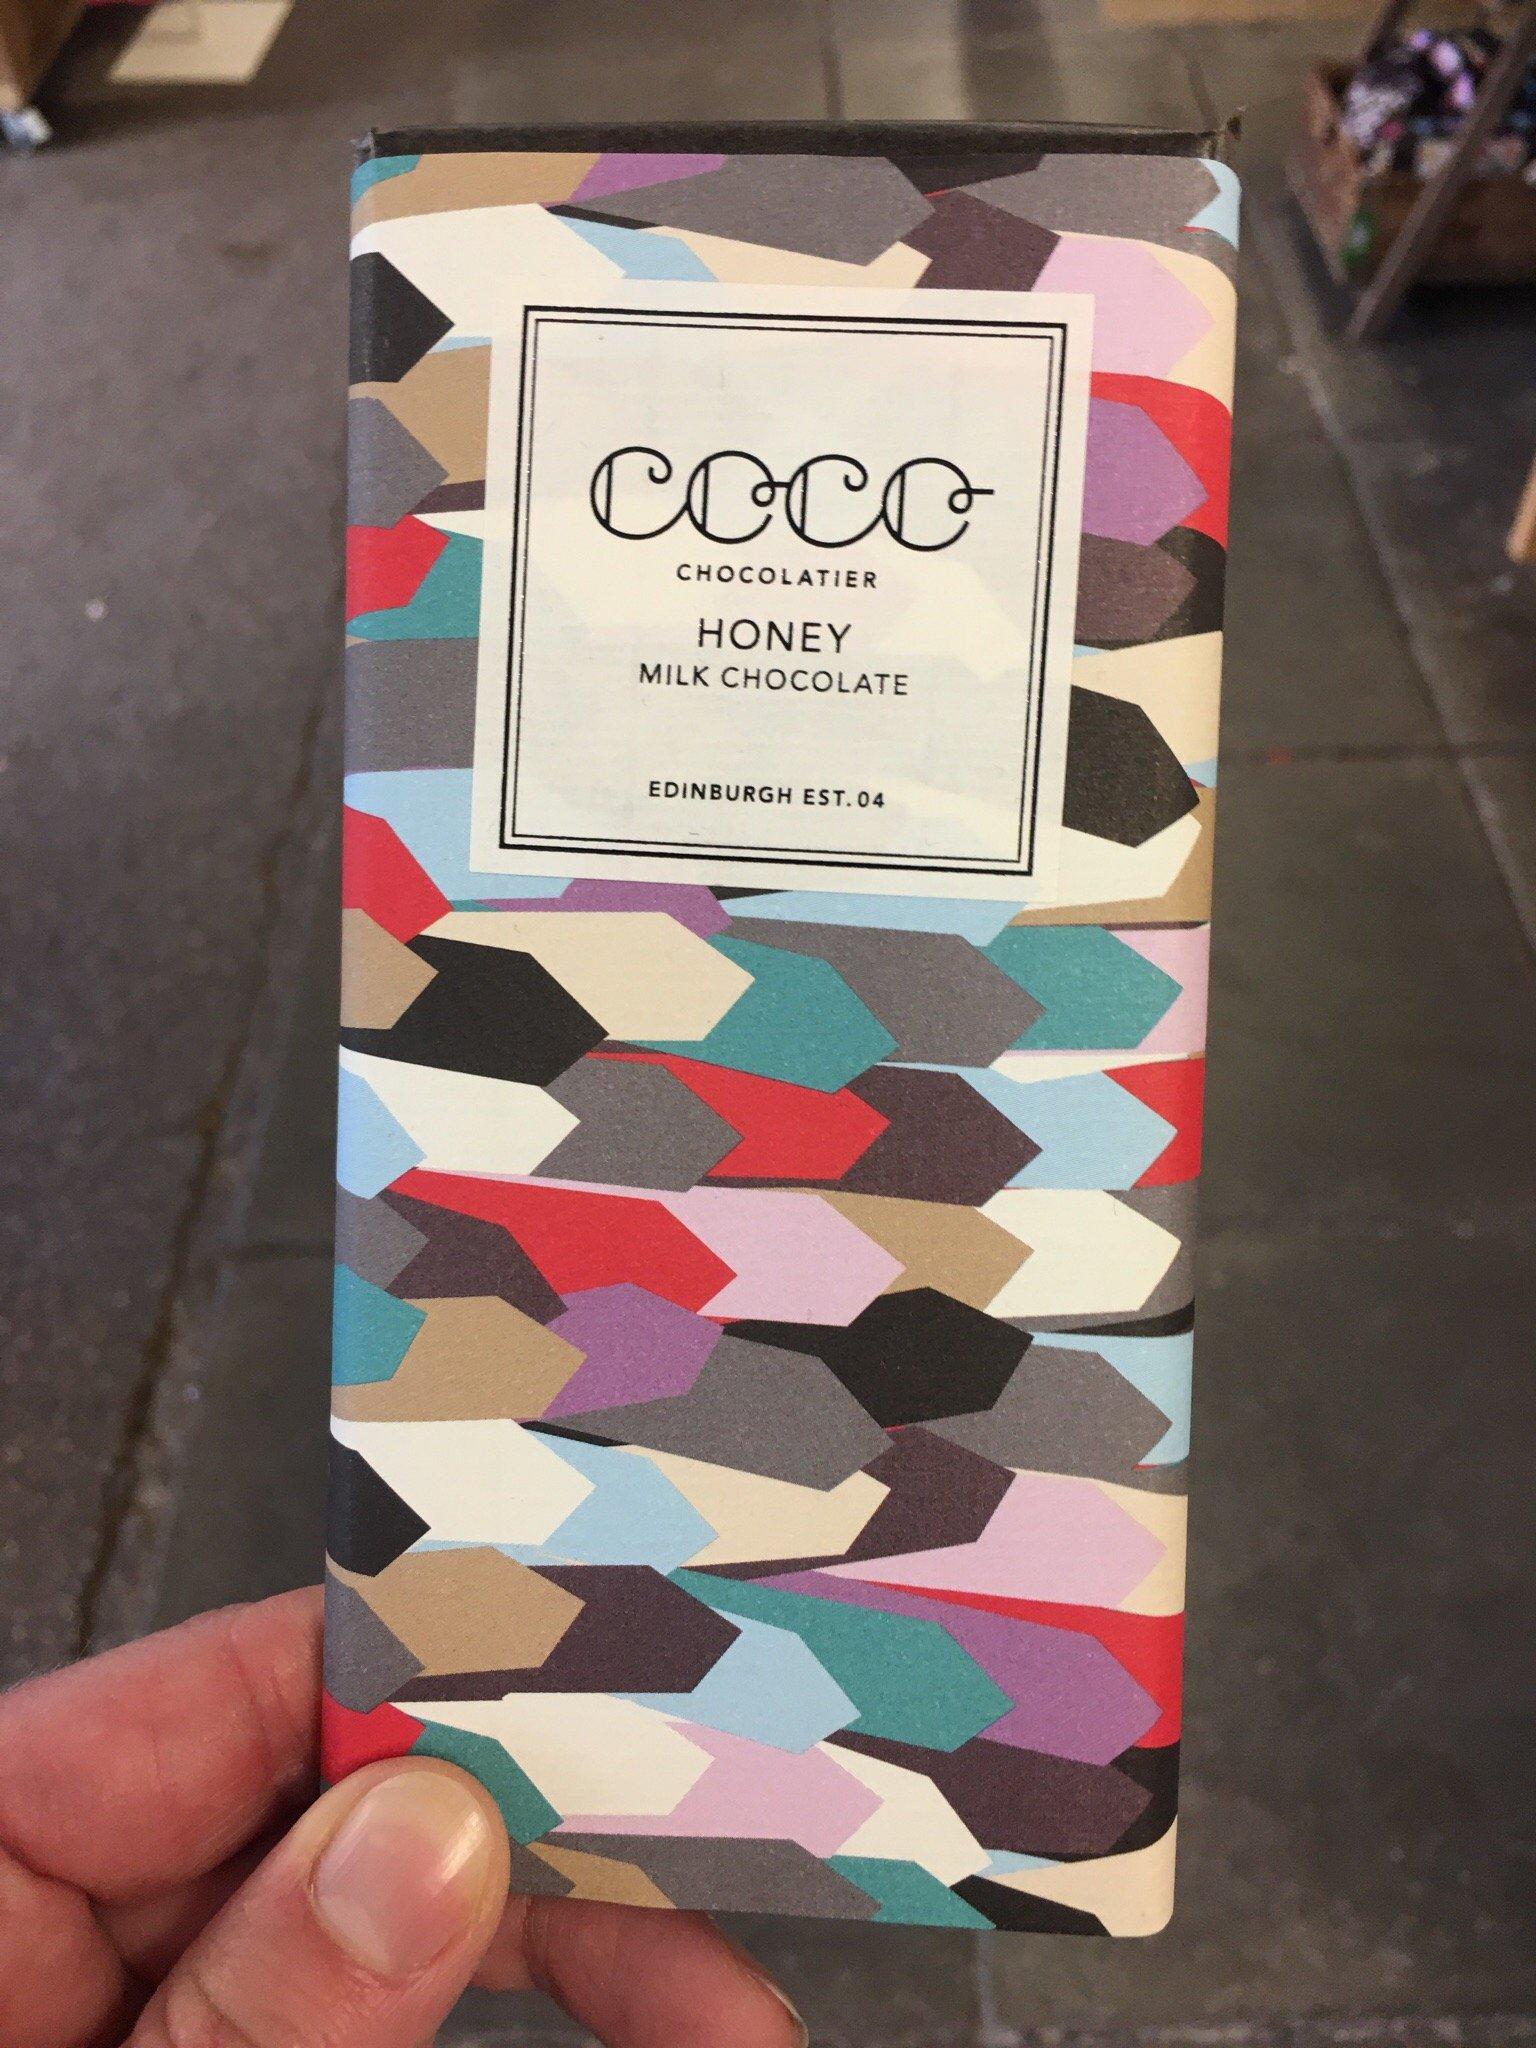 COCO
CHOCOLATIER
HONEY
MILK CHOCOLATE
EDINBURGH EST.04